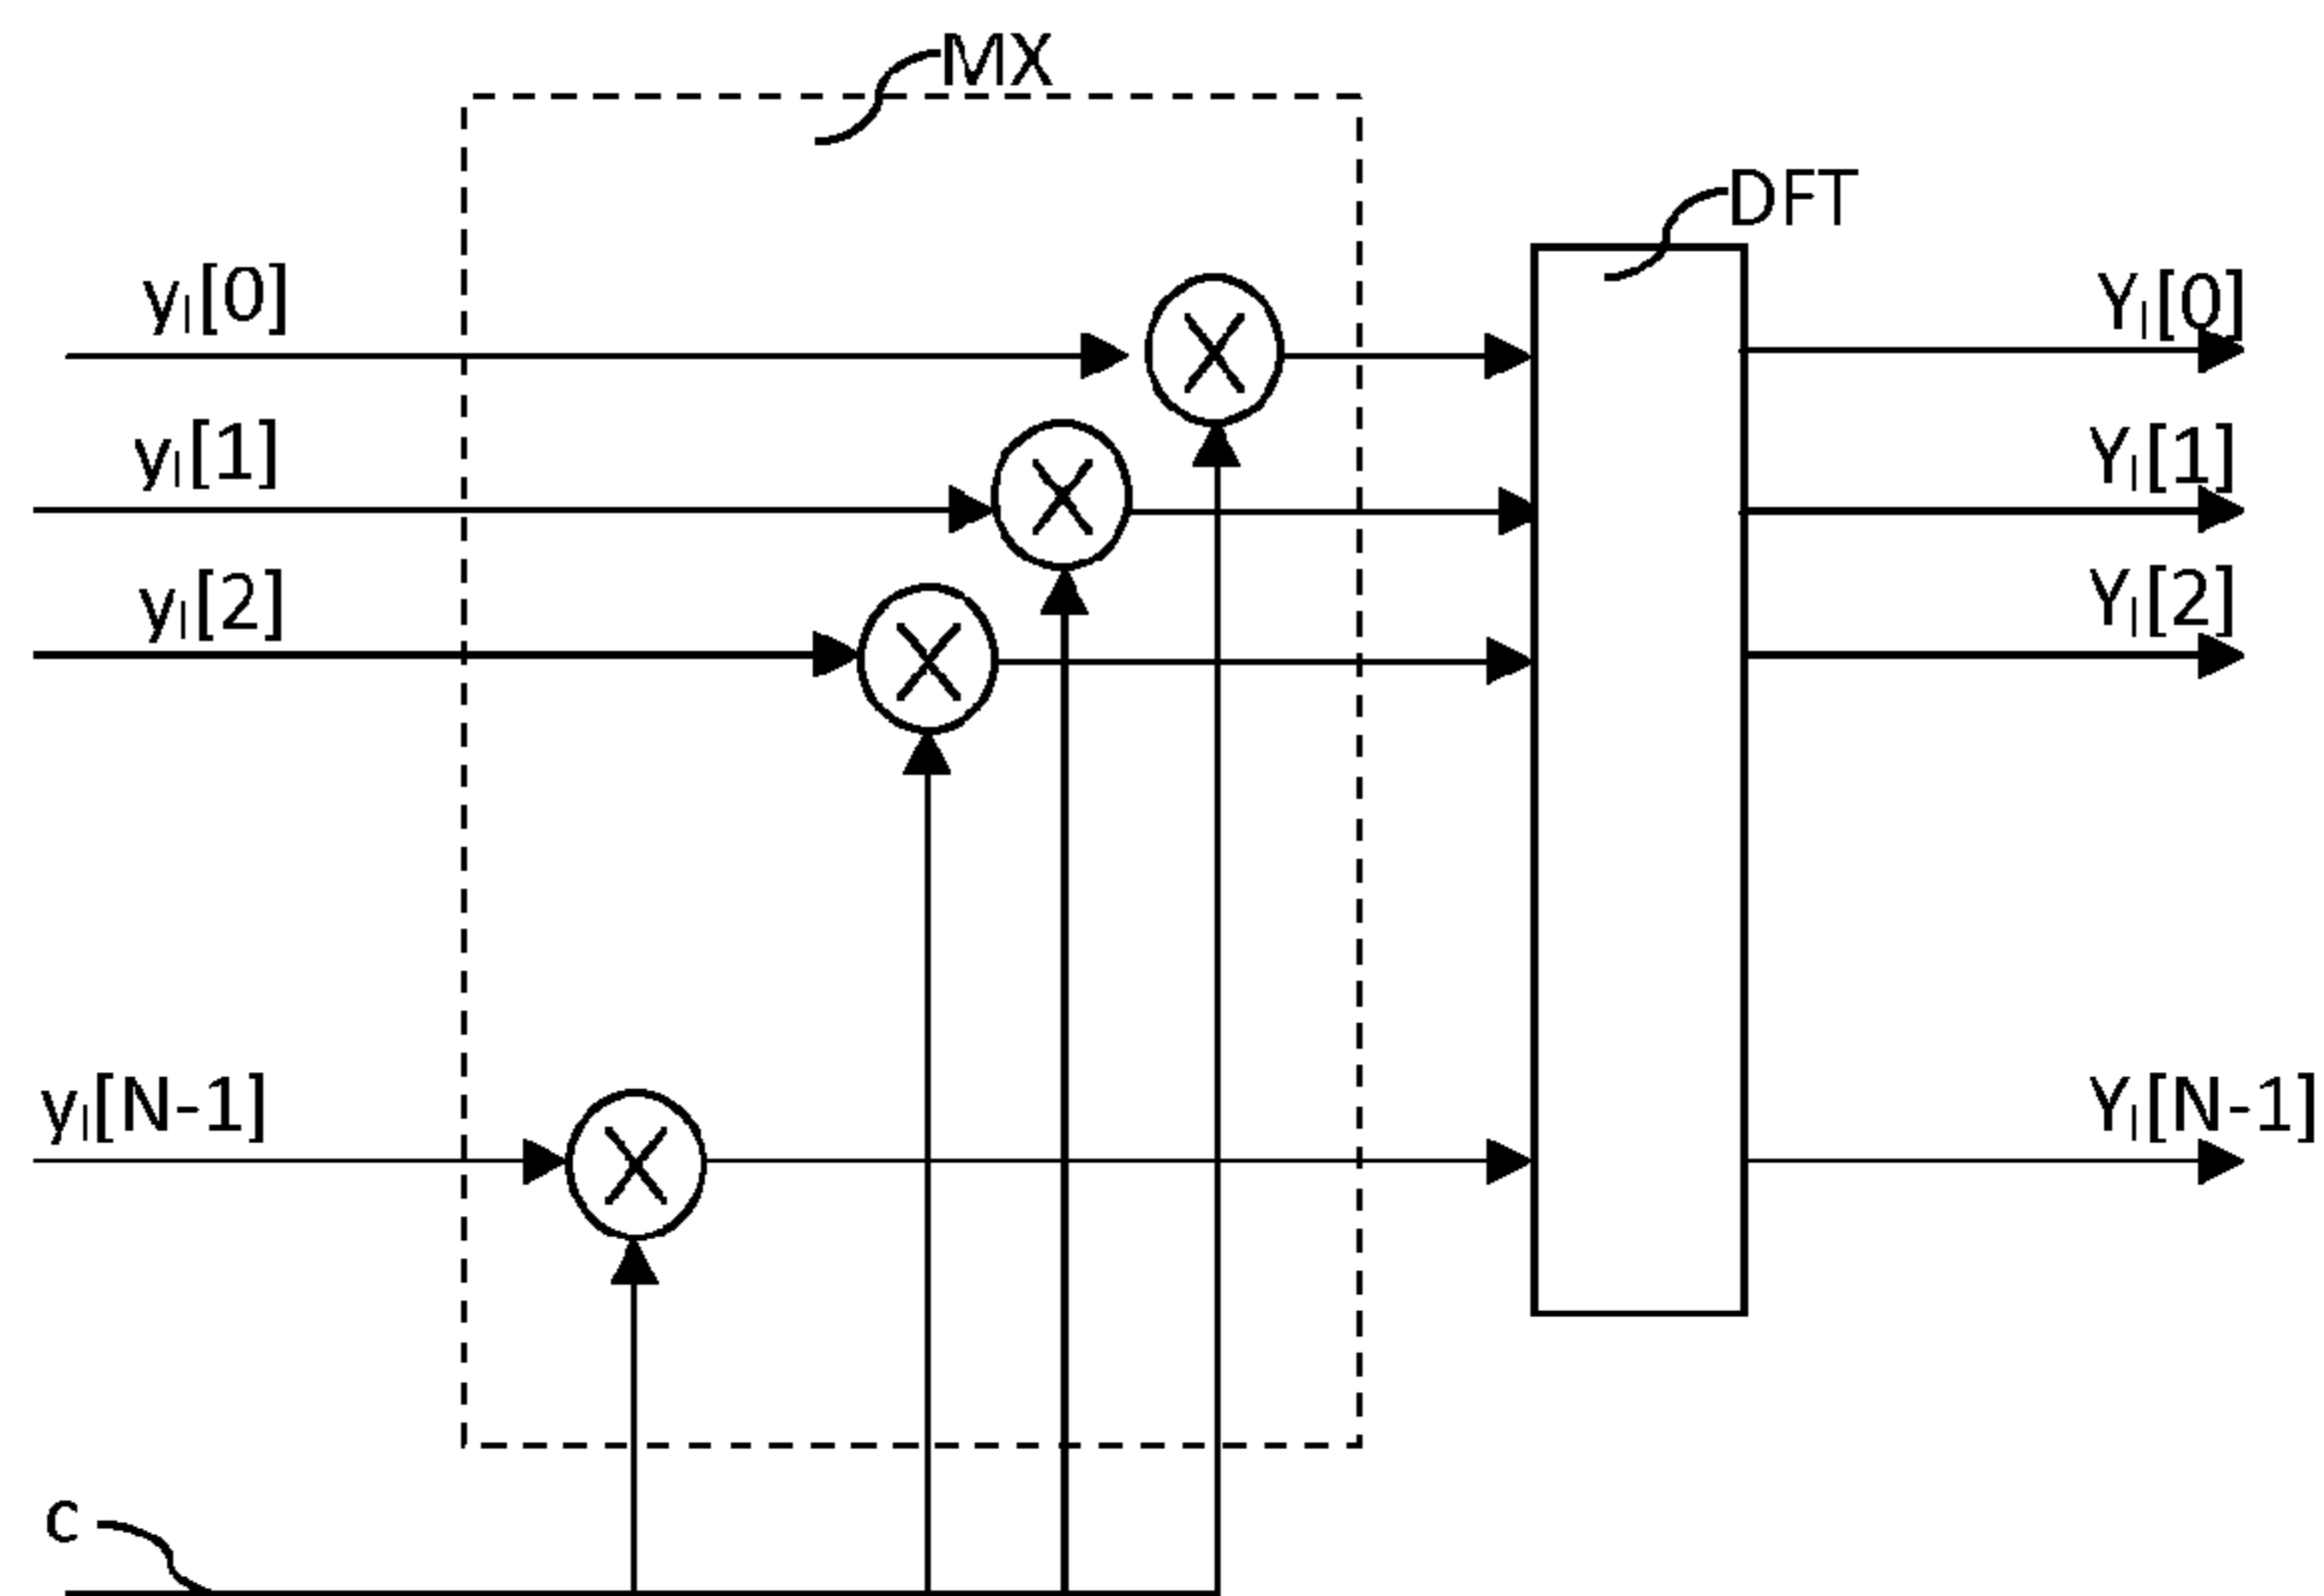 MX
DFT
yₗ[0]
Yₗ[0]
yₗ[1]
Yₗ[1]
yₗ[2]
Yₗ[2]
yₗ[N-1]
Yₗ[N-1]
c